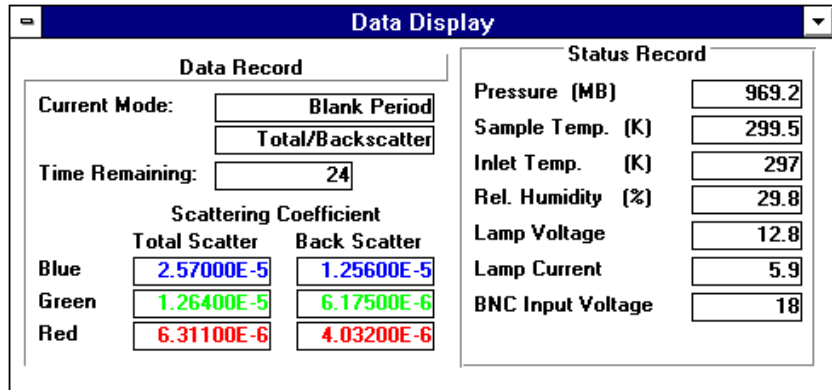 Data Display
Data Record
Current Mode: Blank Period
Total/Backscatter
Time Remaining: 24
Scattering Coefficient
Total Scatter Back Scatter
Blue 2.57000E-5 1.25600E-5
Green 1.26400E-5 6.17500E-6
Red 6.31100E-6 4.03200E-6
Status Record
Pressure (MB) 969.2
Sample Temp. (K) 299.5
Inlet Temp. (K) 297
Rel. Humidity (%) 29.8
Lamp Voltage 12.8
Lamp Current 5.9
BNC Input Voltage 18